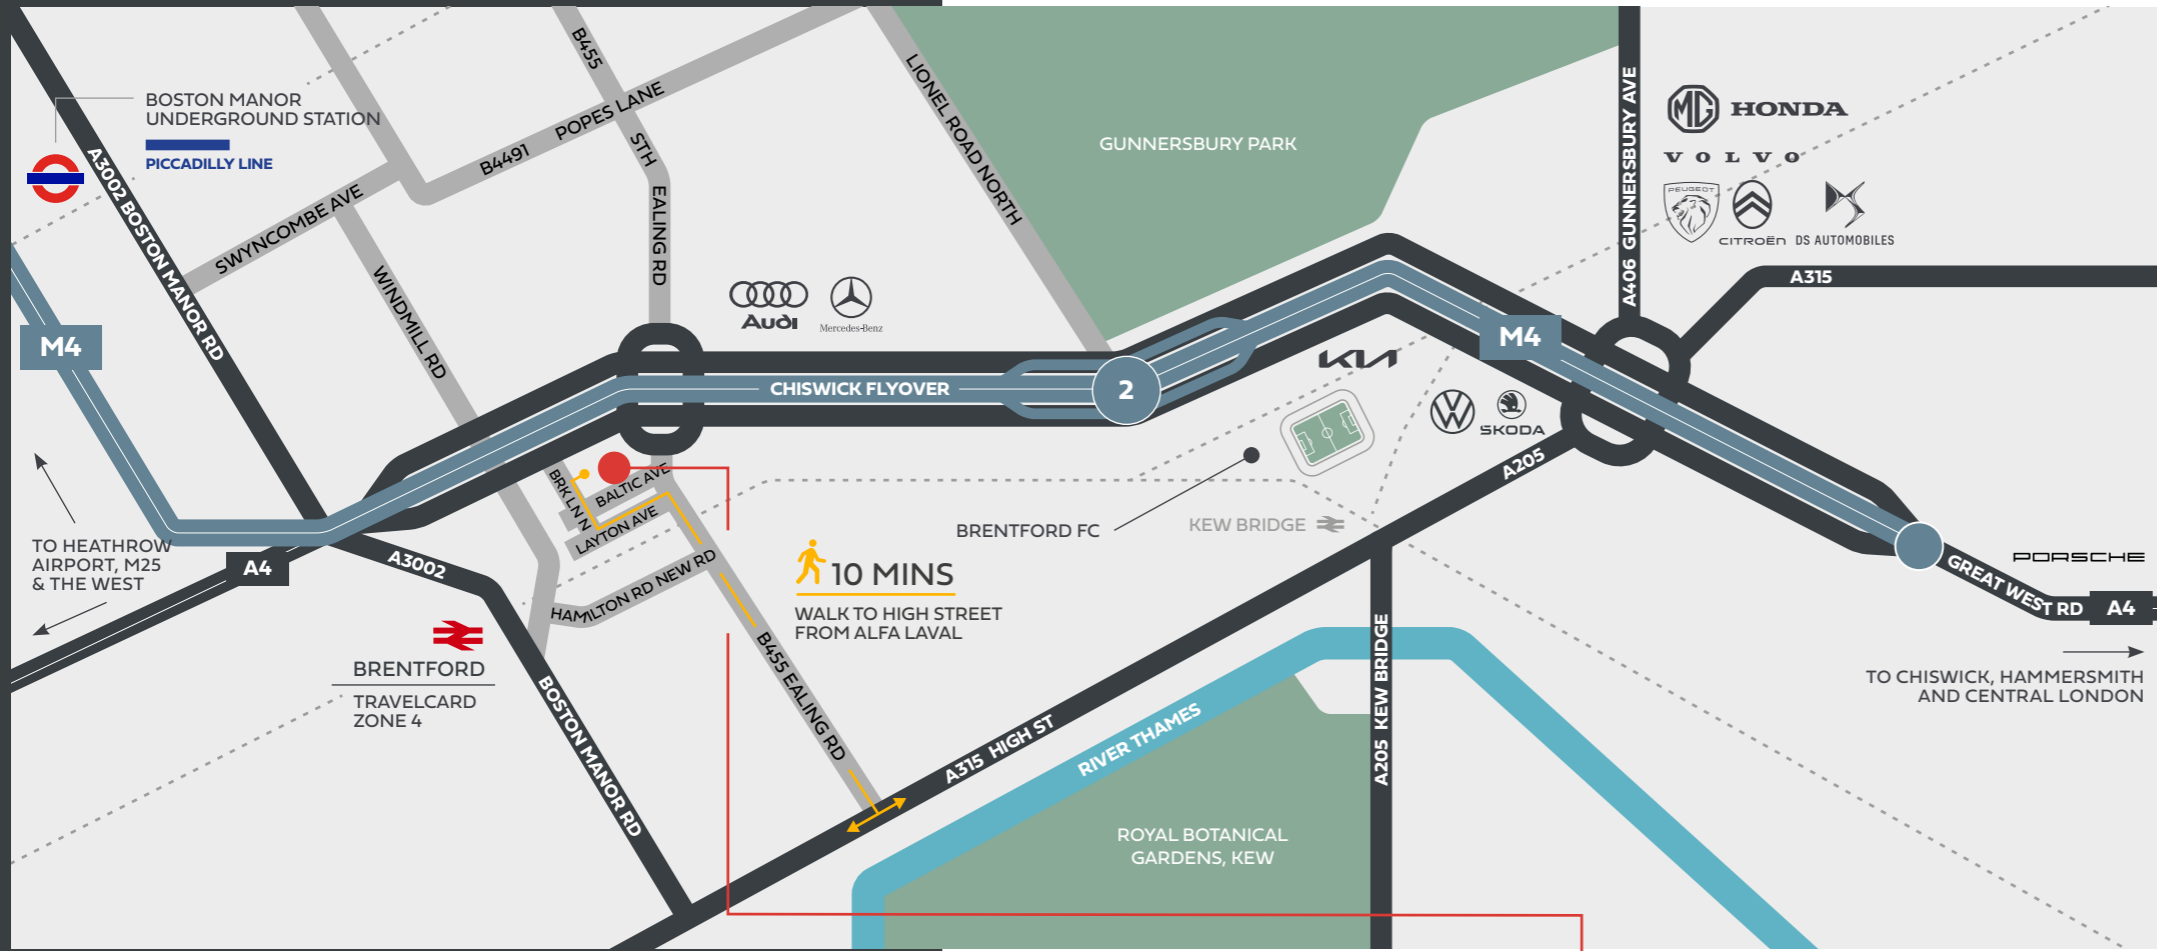 BOSTON MANOR
UNDERGROUND STATION
PICCADILLY LINE
A3002 BOSTON MANOR RD
SWYNCOMBE AVE
WINDMILL RD
B455
STH
EALING RD
B4491
POPES LANE
LIONEL ROAD NORTH
GUNNERSBURY PARK
A406 GUNNERSBURY AVE
MG
HONDA
VOLVO
PEUGEOT
CITROËN
DS AUTOMOBILES
A315
M4
Audi
Mercedes-Benz
CHISWICK FLYOVER
2
KIA
M4
SKODA
A205
BRENTFORD FC
KEW BRIDGE
BRK LN N
BALTIC AVE
LAYTON AVE
HAMILTON RD NEW RD
TO HEATHROW
AIRPORT, M25
& THE WEST
A4
A3002
10 MINS
WALK TO HIGH STREET
FROM ALFA LAVAL
BRENTFORD
TRAVELCARD
ZONE 4
BOSTON MANOR RD
B455 EALING RD
A315 HIGH ST
RIVER THAMES
A205 KEW BRIDGE
PORSCHE
GREAT WEST RD
A4
TO CHISWICK, HAMMERSMITH
AND CENTRAL LONDON
ROYAL BOTANICAL
GARDENS, KEW